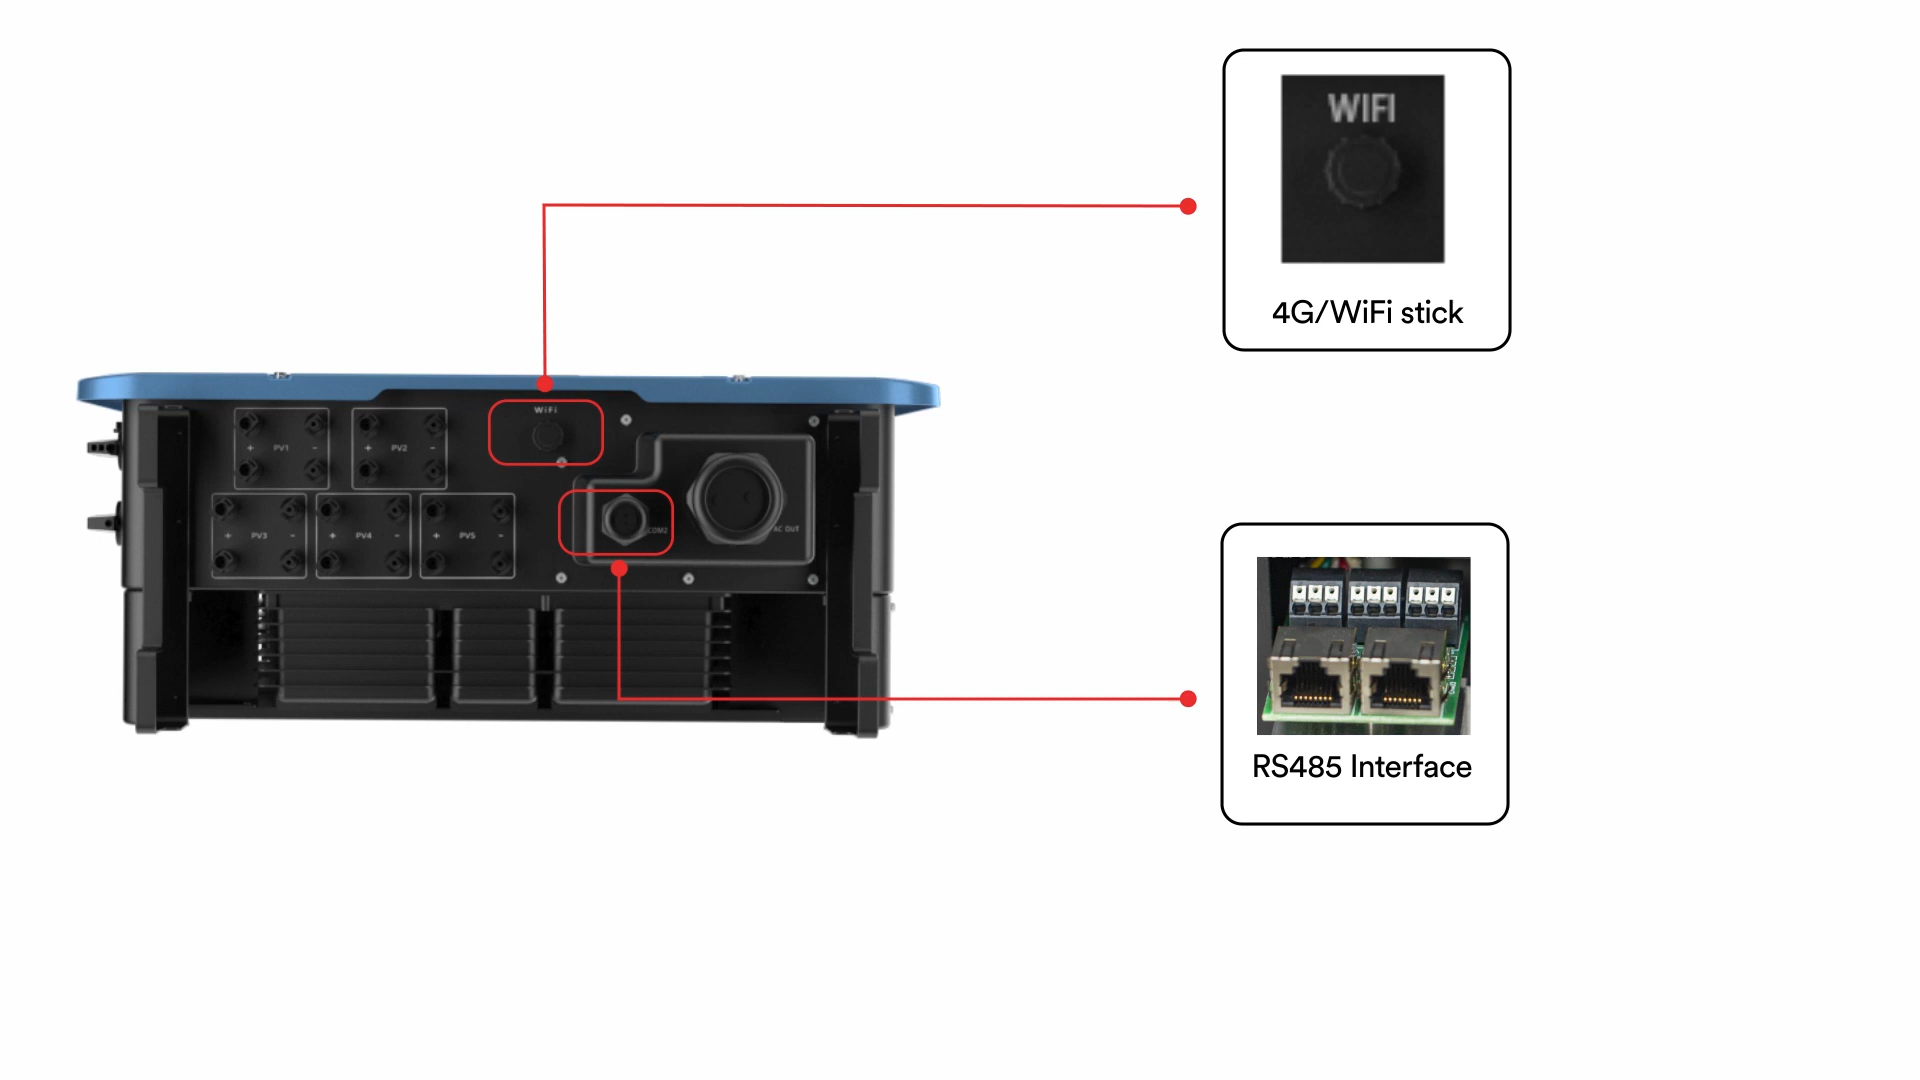 WIFI
4G/WiFi stick
WiFi
+ PV1 -
+ PV2 -
+ PV3 -
+ PV4 -
+ PV5 -
COM2
AC OUT
RS485 Interface